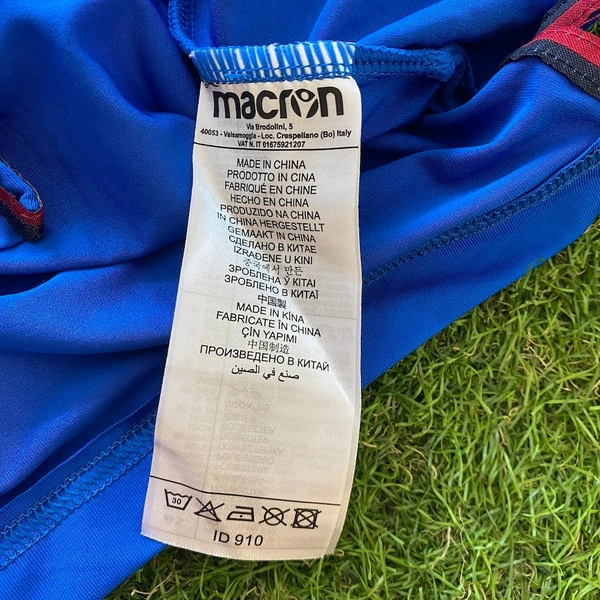 macron
Via Brodolini, 5
40053 - Valsamoggia - Loc. Crespellano (Bo) Italy
VAT N. IT 01675921207
MADE IN CHINA
PRODOTTO IN CINA
FABRIQUÉ EN CHINE
HECHO EN CHINA
PRODUZIDO NA CHINA
IN CHINA HERGESTELLT
GEMAAKT IN CHINA
СДЕЛАНО В КИТАЕ
IZRAĐENE U KINI
중국에서 만든
ЗРОБЛЕНА Ў КІТАІ
ЗРОБЛЕНО В КИТАЇ
中国製
MADE IN KÍNA
FABRICATE ÎN CHINA
ÇİN YAPIMI
中国制造
ПРОИЗВЕДЕНО В КИТАЙ
صنع في الصين
30
ID 910